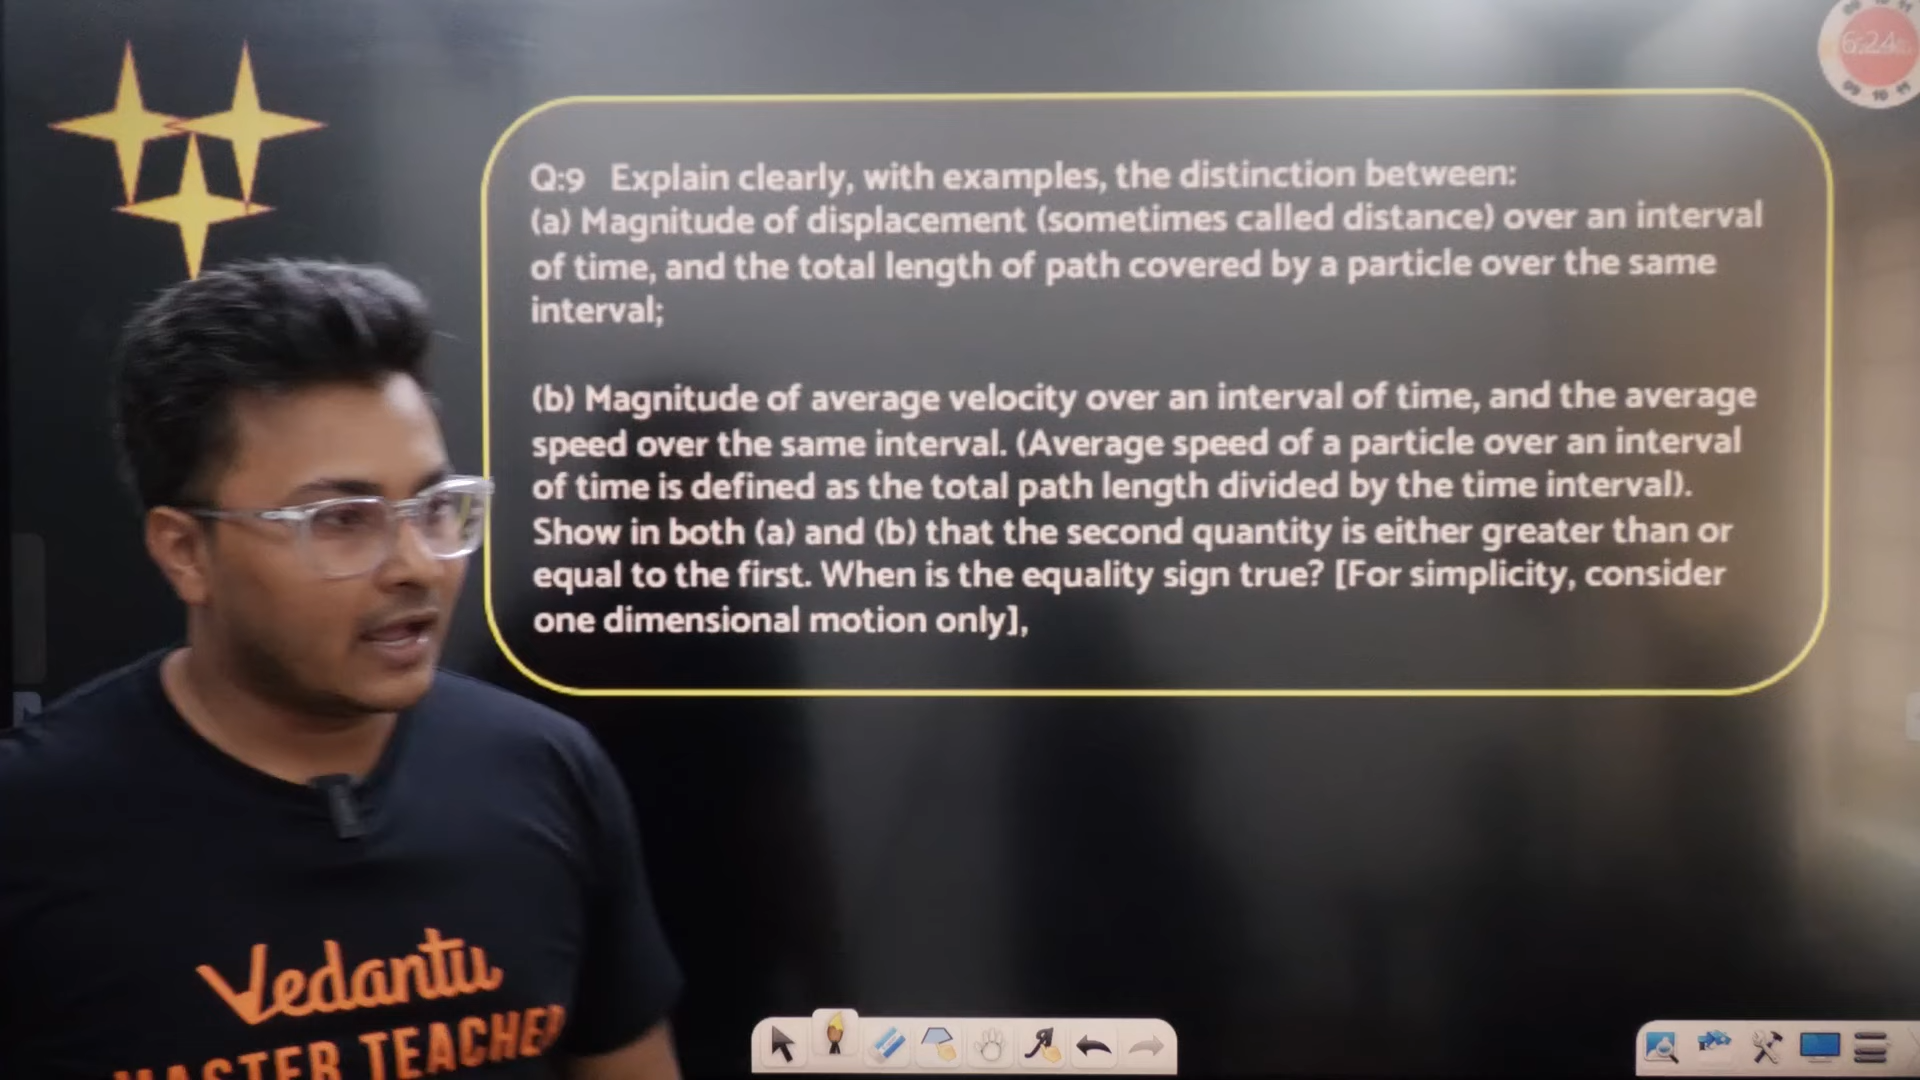 6:24
Q:9 Explain clearly, with examples, the distinction between:
(a) Magnitude of displacement (sometimes called distance) over an interval
of time, and the total length of path covered by a particle over the same
interval;
(b) Magnitude of average velocity over an interval of time, and the average
speed over the same interval. (Average speed of a particle over an interval
of time is defined as the total path length divided by the time interval).
Show in both (a) and (b) that the second quantity is either greater than or
equal to the first. When is the equality sign true? [For simplicity, consider
one dimensional motion only],
Vedantu
MASTER TEACHER